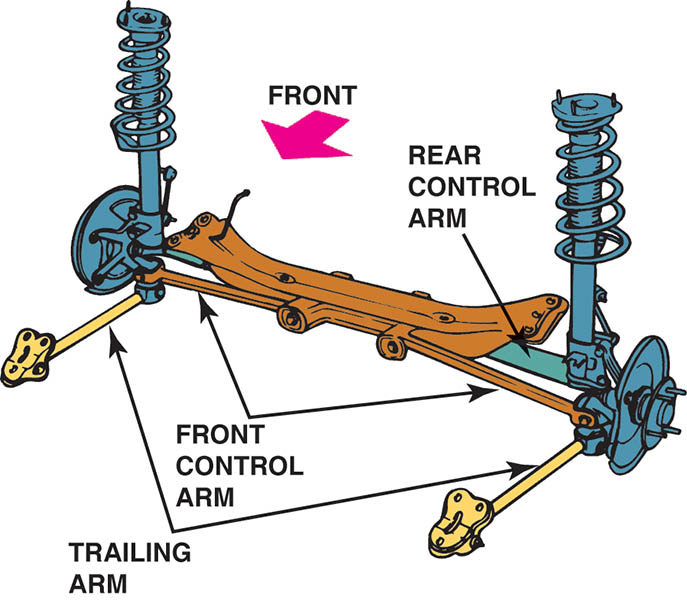 FRONT
REAR
CONTROL
ARM
FRONT
CONTROL
ARM
TRAILING
ARM